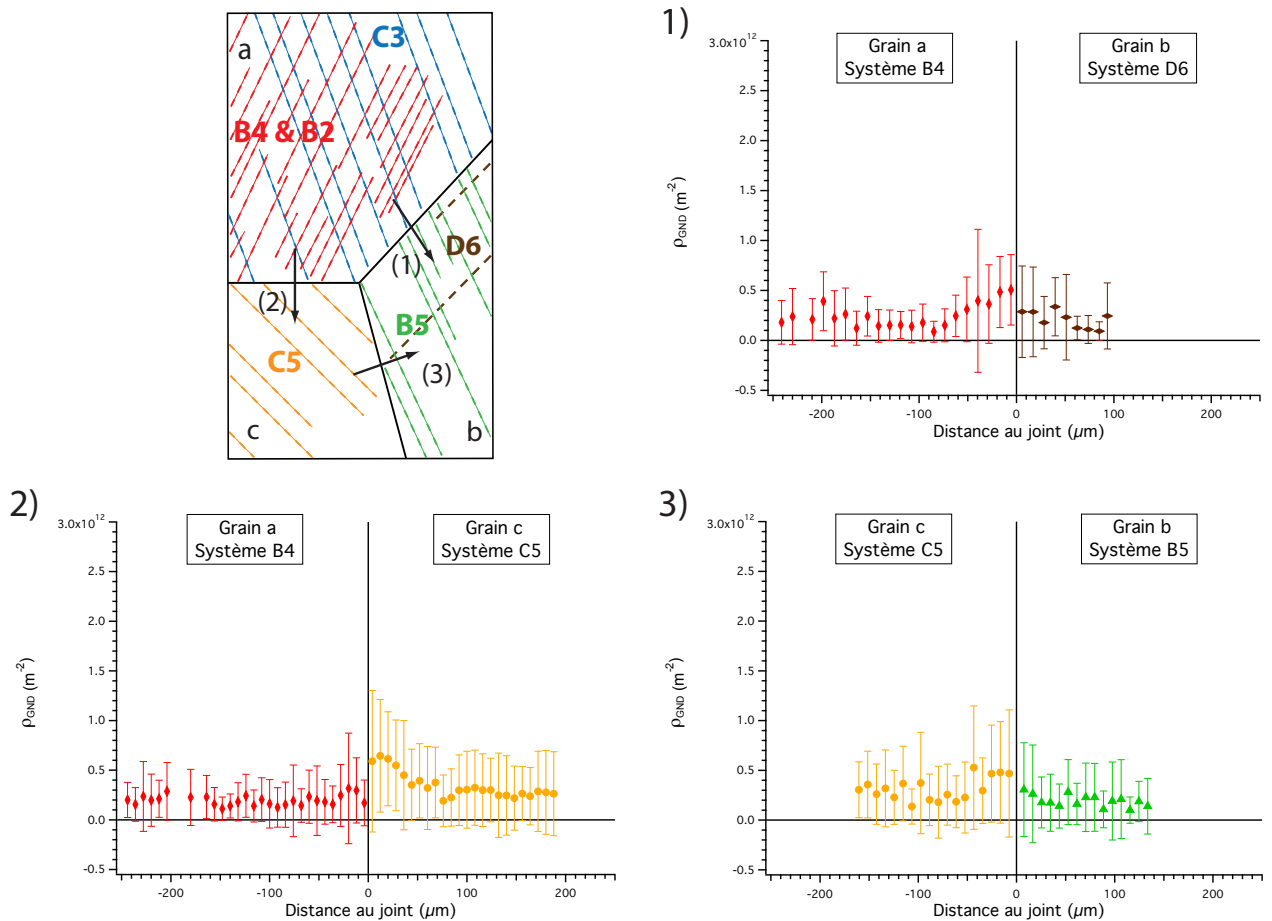 a
C3
B4 & B2
D6
(1)
(2)
B5
C5
(3)
c
b
1)
Grain a
Système B4
Grain b
Système D6
3.0x10¹²
2.5
2.0
1.5
1.0
0.5
0.0
-0.5
ρGND (m⁻²)
-200
-100
0
100
200
Distance au joint (µm)
2)
Grain a
Système B4
Grain c
Système C5
3.0x10¹²
2.5
2.0
1.5
1.0
0.5
0.0
-0.5
ρGND (m⁻²)
-200
-100
0
100
200
Distance au joint (µm)
3)
Grain c
Système C5
Grain b
Système B5
3.0x10¹²
2.5
2.0
1.5
1.0
0.5
0.0
-0.5
ρGND (m⁻²)
-200
-100
0
100
200
Distance au joint (µm)